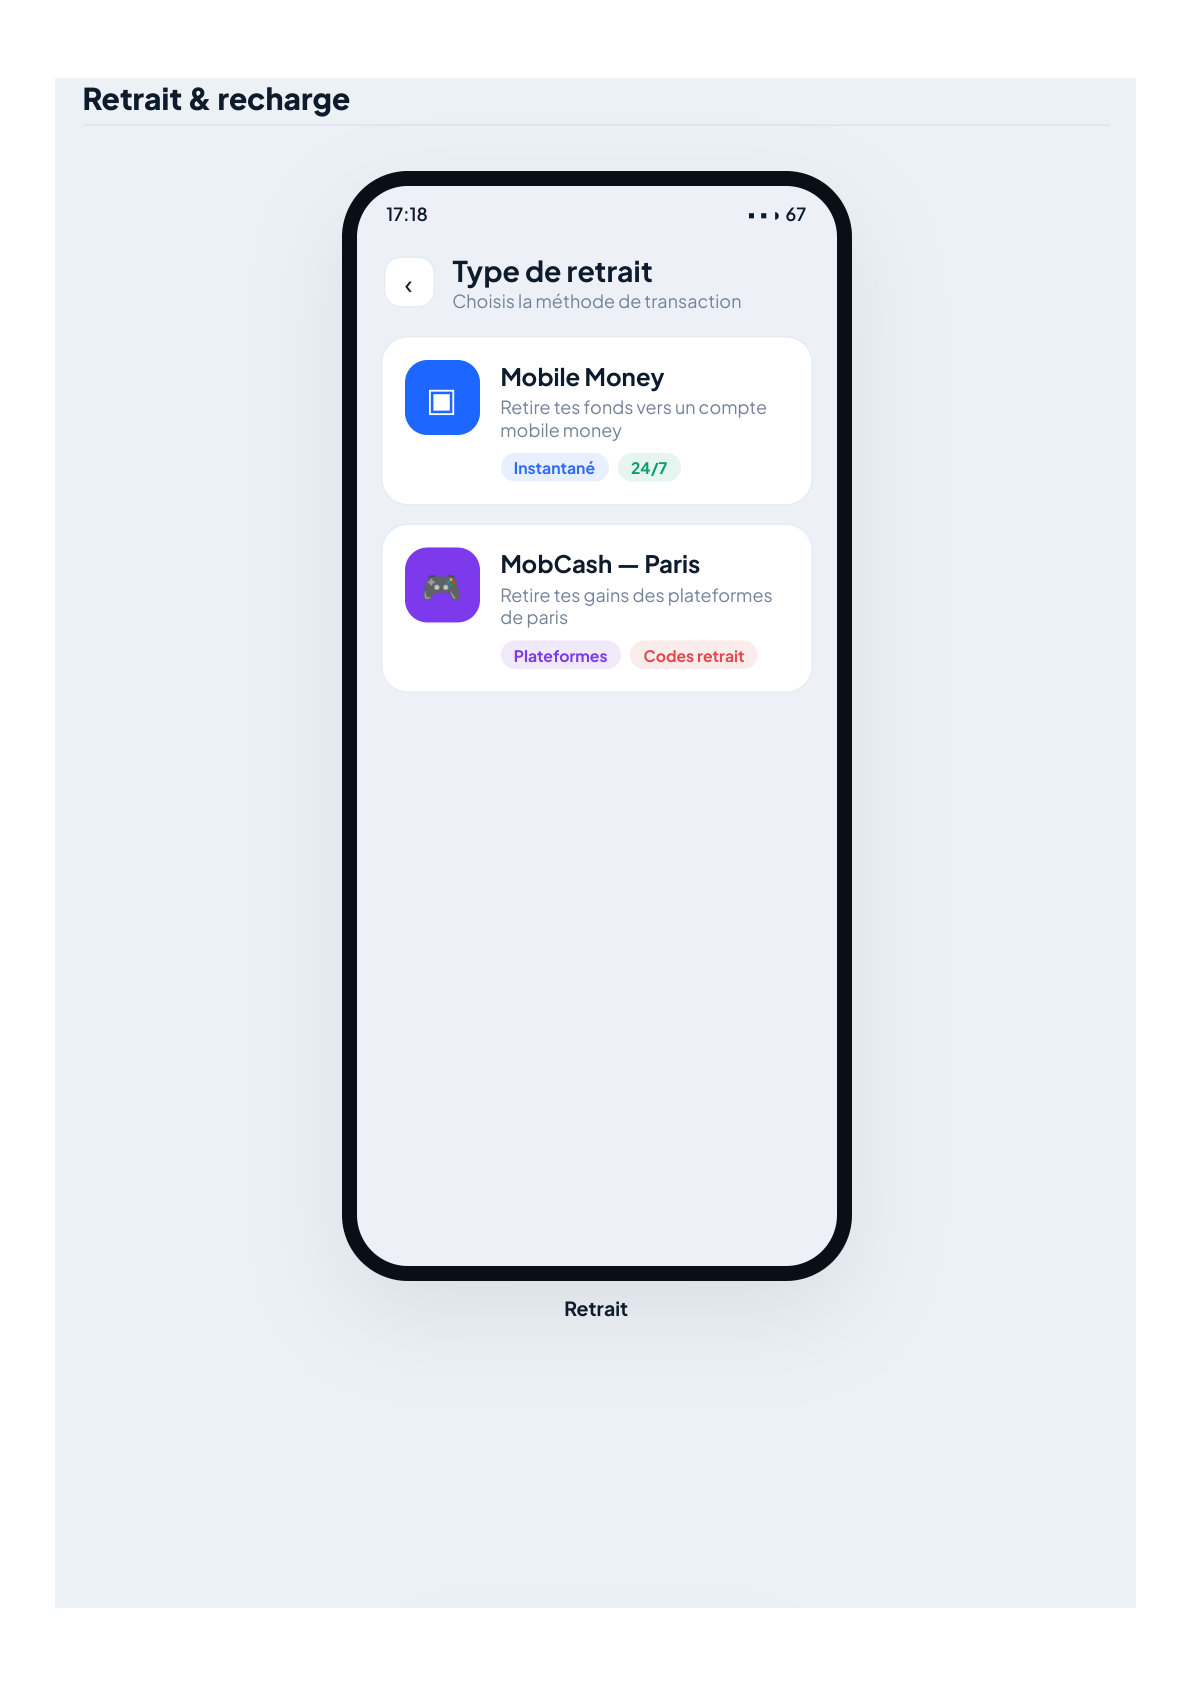 Retrait & recharge
17:18
67
‹
Type de retrait
Choisis la méthode de transaction
Mobile Money
Retire tes fonds vers un compte
mobile money
Instantané 24/7
MobCash — Paris
Retire tes gains des plateformes
de paris
Plateformes Codes retrait
Retrait